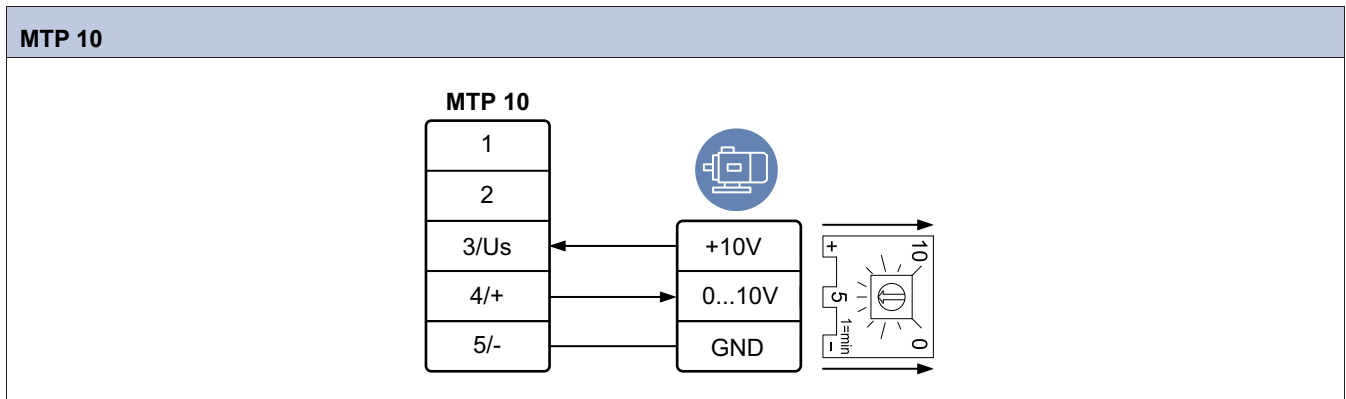 MTP 10
MTP 10
1
2
3/Us
4/+
5/-
+10V
0...10V
GND
+
5
-
1=min
10
0